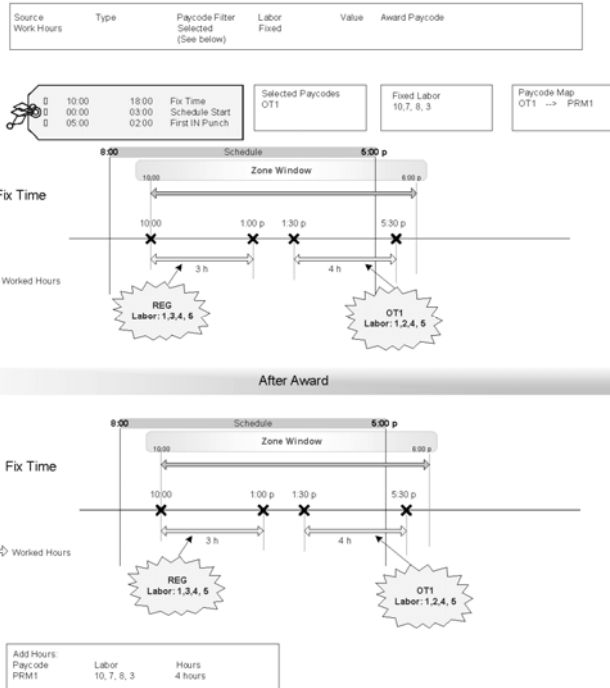 Source Type Paycode Filter Labor Value Award Paycode
Work Hours Selected Fixed
(See below)
10:00 18:00 Fix Time
00:00 03:00 Schedule Start
05:00 02:00 First IN Punch
Selected Paycodes
OT1
Fixed Labor
10,7, 8, 3
Paycode Map
OT1 --> PRM1
8:00 Schedule 5:00 p
Zone Window
10:00 6:00 p
Fix Time
10:00 1:00 p 1:30 p 5:30 p
Worked Hours
3 h 4 h
REG
Labor: 1,3,4, 5
OT1
Labor: 1,2,4, 5
After Award
8:00 Schedule 5:00 p
Zone Window
10:00 6:00 p
Fix Time
10:00 1:00 p 1:30 p 5:30 p
Worked Hours
3 h 4 h
REG
Labor: 1,3,4, 5
OT1
Labor: 1,2,4, 5
Add Hours:
Paycode Labor Hours
PRM1 10, 7, 8, 3 4 hours